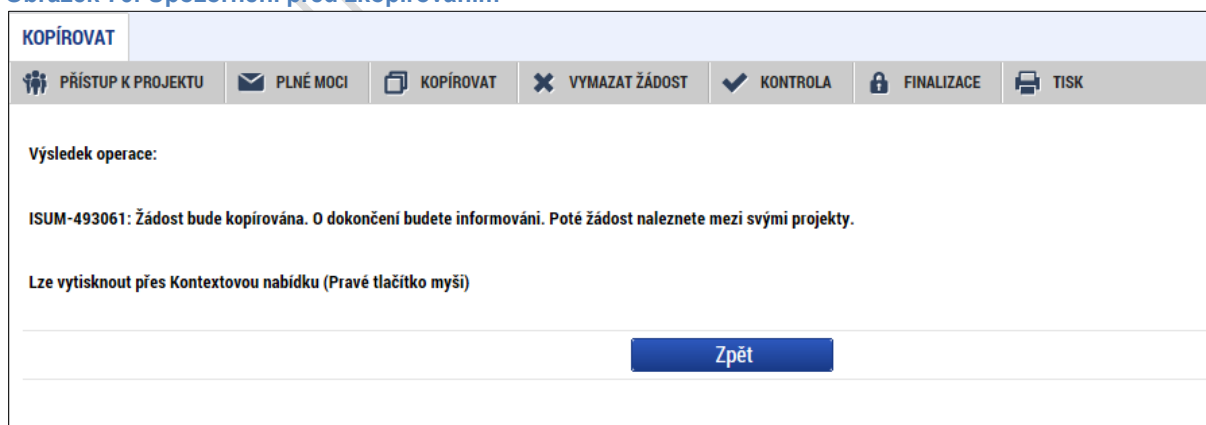 KOPÍROVAT
PŘÍSTUP K PROJEKTU PLNÉ MOCI KOPÍROVAT VYMAZAT ŽÁDOST KONTROLA FINALIZACE TISK
Výsledek operace:
ISUM-493061: Žádost bude kopírována. O dokončení budete informováni. Poté žádost naleznete mezi svými projekty.
Lze vytisknout přes Kontextovou nabídku (Pravé tlačítko myši)
Zpět